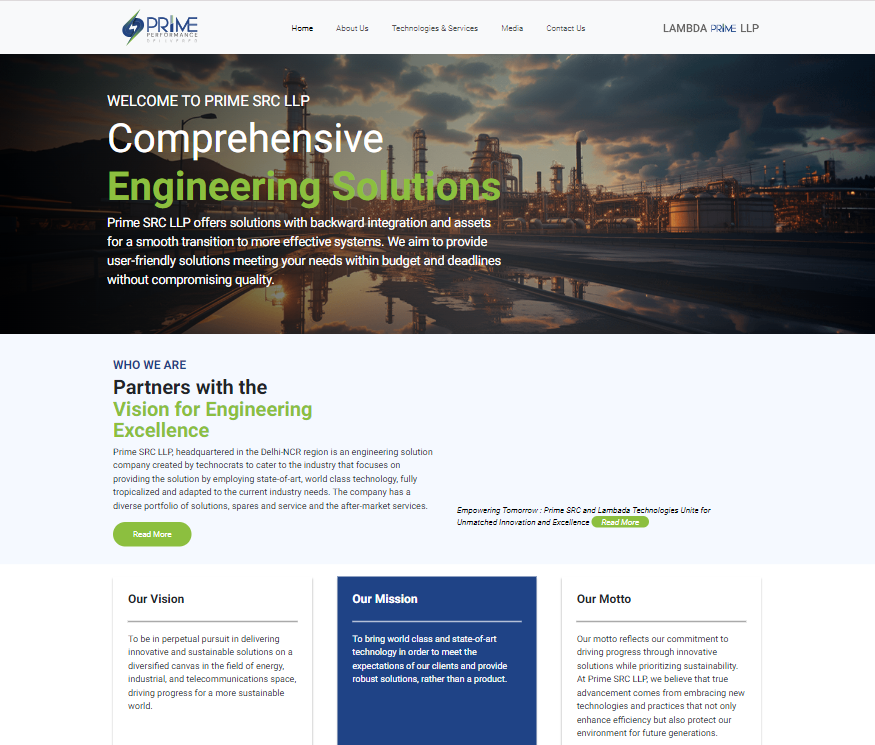 PRIME
PERFORMANCE
Home
About Us
Technologies & Services
Media
Contact Us
LAMBDA PRIME LLP
WELCOME TO PRIME SRC LLP
Comprehensive
Engineering Solutions
Prime SRC LLP offers solutions with backward integration and assets
for a smooth transition to more effective systems. We aim to provide
user-friendly solutions meeting your needs within budget and deadlines
without compromising quality.
WHO WE ARE
Partners with the
Vision for Engineering
Excellence
Prime SRC LLP, headquartered in the Delhi-NCR region is an engineering solution
company created by technocrats to cater to the industry that focuses on
providing the solution by employing state-of-art, world class technology, fully
tropicalized and adapted to the current industry needs. The company has a
diverse portfolio of solutions, spares and service and the after-market services.
Read More
Empowering Tomorrow : Prime SRC and Lambada Technologies Unite for
Unmatched Innovation and Excellence Read More
Our Vision
To be in perpetual pursuit in delivering
innovative and sustainable solutions on a
diversified canvas in the field of energy,
industrial, and telecommunications space,
driving progress for a more sustainable
world.
Our Mission
To bring world class and state-of-art
technology in order to meet the
expectations of our clients and provide
robust solutions, rather than a product.
Our Motto
Our motto reflects our commitment to
driving progress through innovative
solutions while prioritizing sustainability.
At Prime SRC LLP, we believe that true
advancement comes from embracing new
technologies and practices that not only
enhance efficiency but also protect our
environment for future generations.